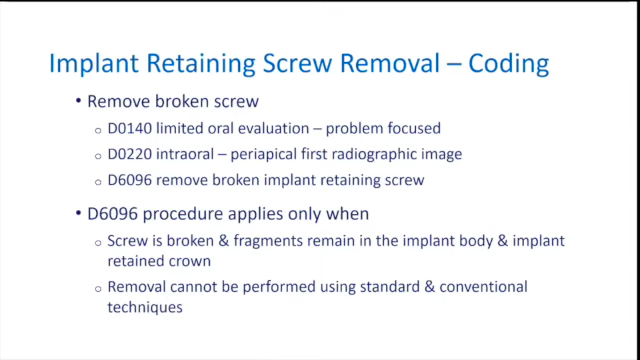 Implant Retaining Screw Removal – Coding
• Remove broken screw
o D0140 limited oral evaluation – problem focused
o D0220 intraoral – periapical first radiographic image
o D6096 remove broken implant retaining screw
• D6096 procedure applies only when
o Screw is broken & fragments remain in the implant body & implant
retained crown
o Removal cannot be performed using standard & conventional
techniques